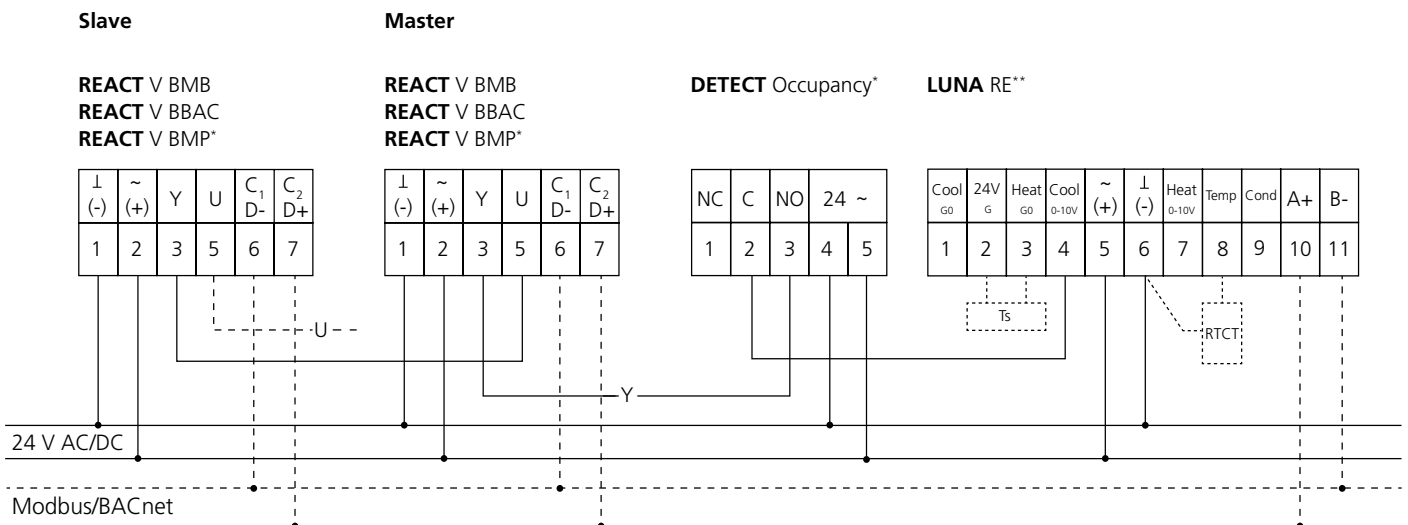 Slave Master
REACT V BMB REACT V BMB DETECT Occupancy* LUNA RE**
REACT V BBAC REACT V BBAC
REACT V BMP* REACT V BMP*
⊥ (-) ~ (+) Y U C1 D- C2 D+
1 2 3 5 6 7
⊥ (-) ~ (+) Y U C1 D- C2 D+
1 2 3 5 6 7
NC C NO 24 ~
1 2 3 4 5
Cool G0 24V G Heat G0 Cool 0-10V ~ (+) ⊥ (-) Heat 0-10V Temp Cond A+ B-
1 2 3 4 5 6 7 8 9 10 11
Ts
U
RTCT
Y
24 V AC/DC
Modbus/BACnet